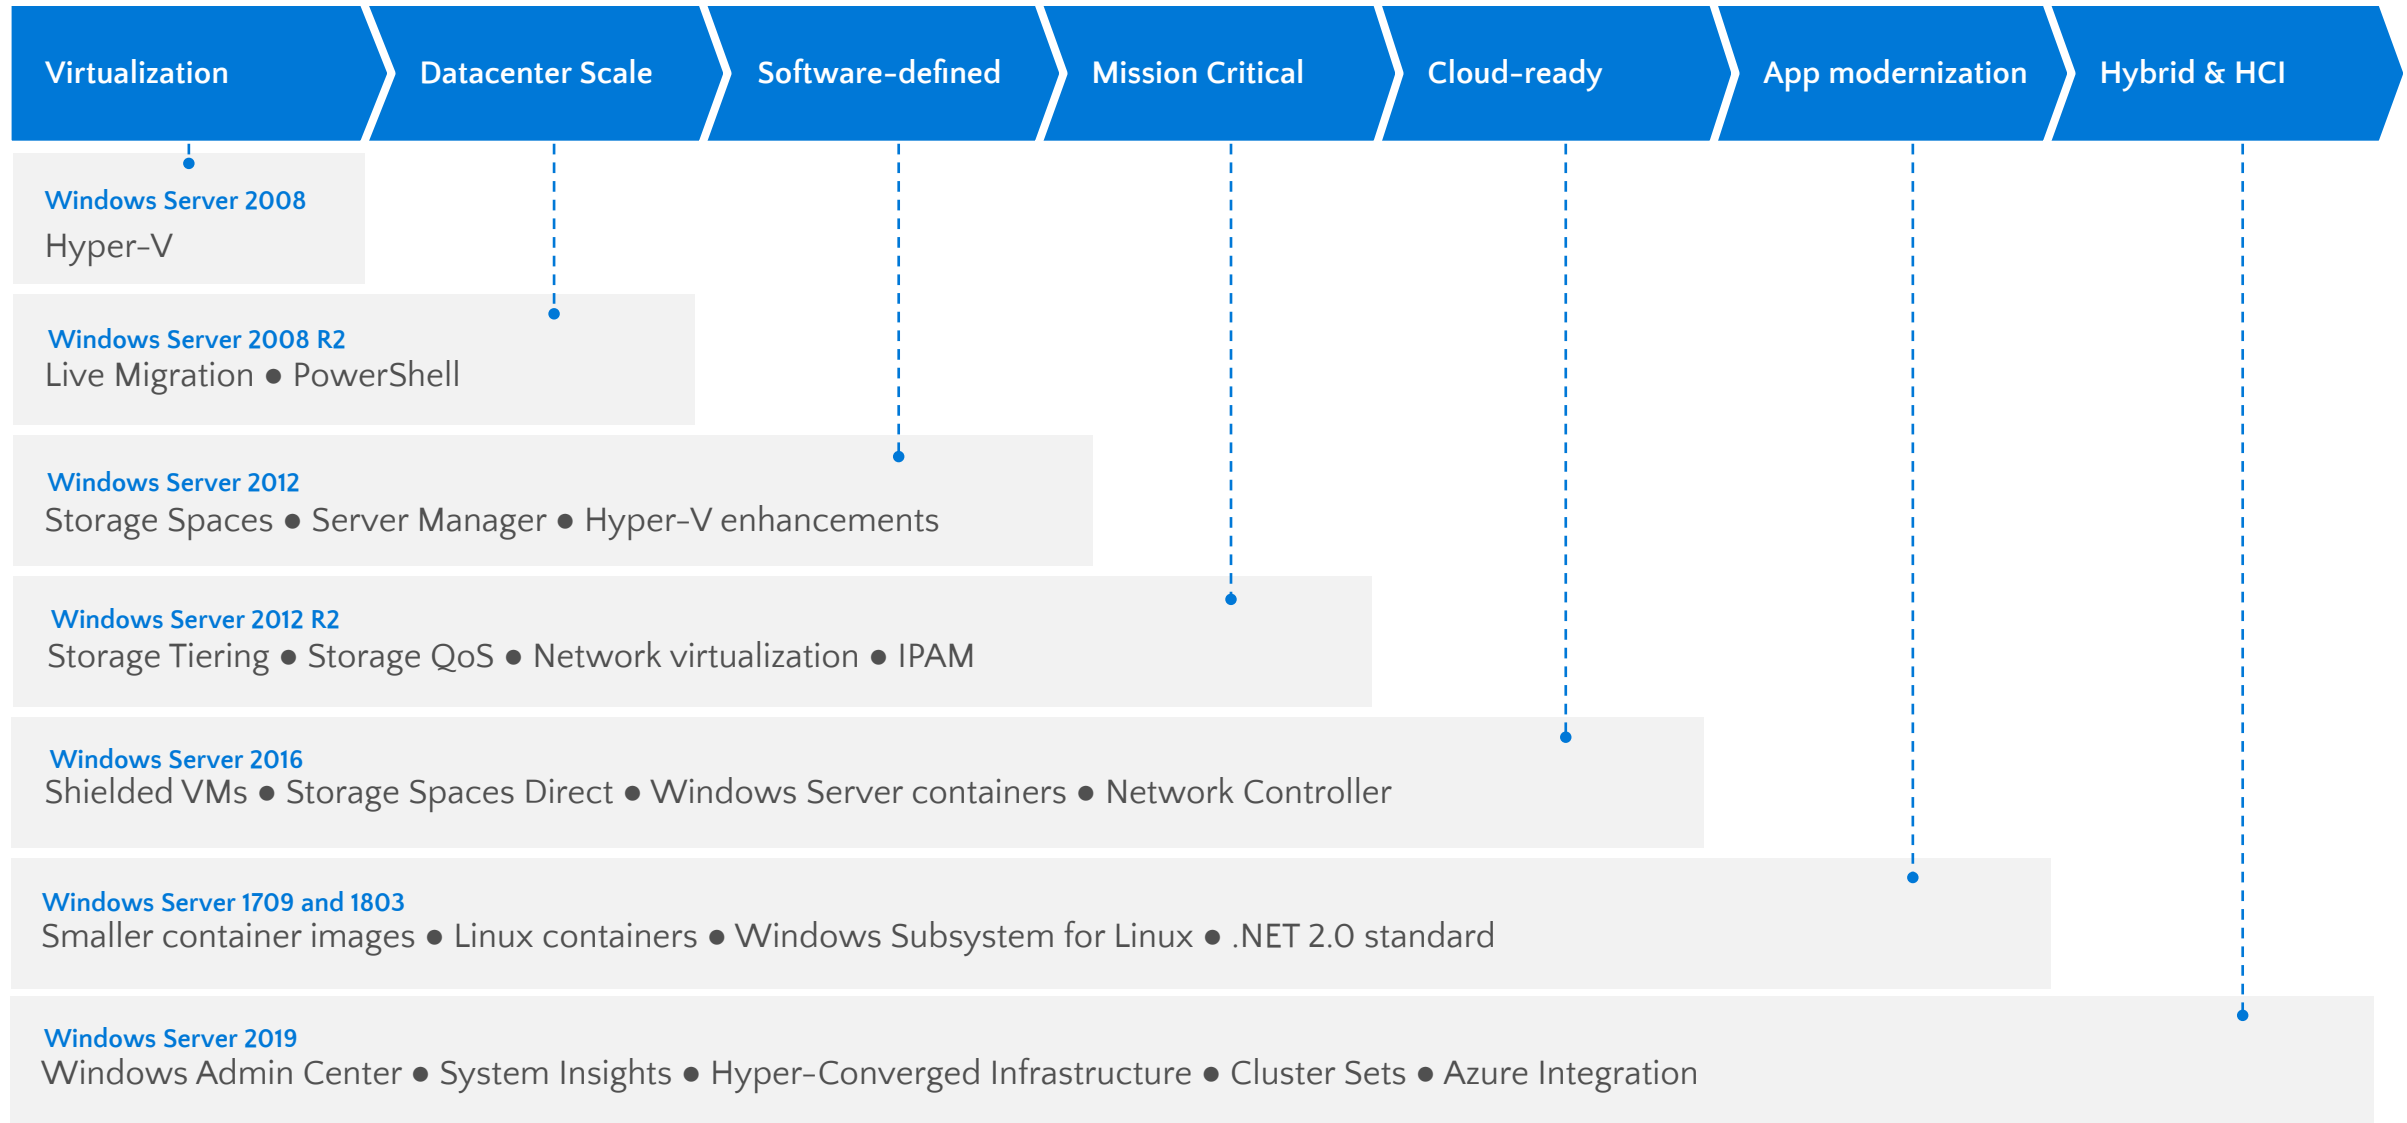 Virtualization
Datacenter Scale
Software-defined
Mission Critical
Cloud-ready
App modernization
Hybrid & HCI
Windows Server 2008
Hyper-V
Windows Server 2008 R2
Live Migration ● PowerShell
Windows Server 2012
Storage Spaces ● Server Manager ● Hyper-V enhancements
Windows Server 2012 R2
Storage Tiering ● Storage QoS ● Network virtualization ● IPAM
Windows Server 2016
Shielded VMs ● Storage Spaces Direct ● Windows Server containers ● Network Controller
Windows Server 1709 and 1803
Smaller container images ● Linux containers ● Windows Subsystem for Linux ● .NET 2.0 standard
Windows Server 2019
Windows Admin Center ● System Insights ● Hyper-Converged Infrastructure ● Cluster Sets ● Azure Integration